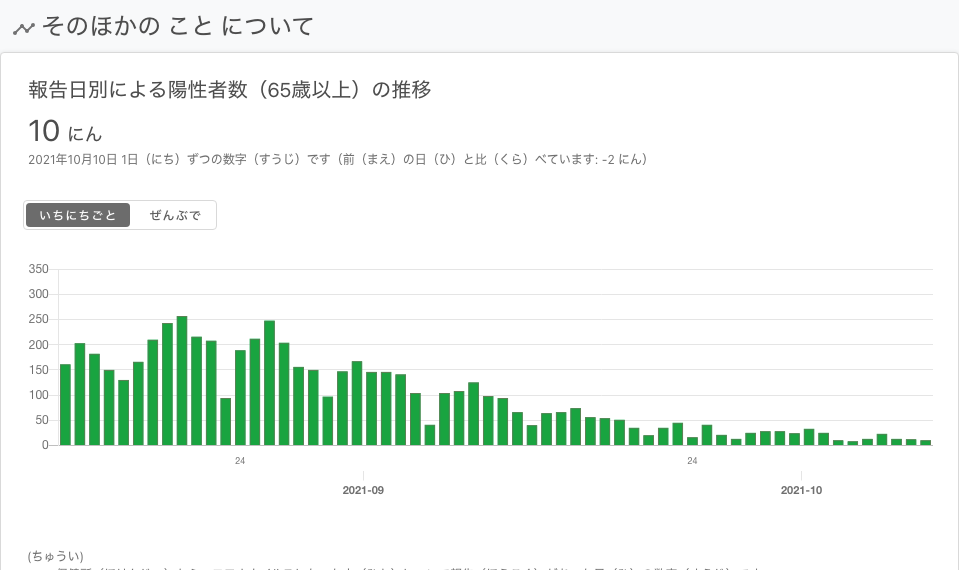 そのほかの こと について
報告日別による陽性者数（65歳以上）の推移
10 にん
2021年10月10日 1日（にち）ずつの数字（すうじ）です（前（まえ）の日（ひ）と比（くら）べています: -2 にん）
いちにちごと ぜんぶで
350
300
250
200
150
100
50
0
24 24
2021-09 2021-10
(ちゅうい)